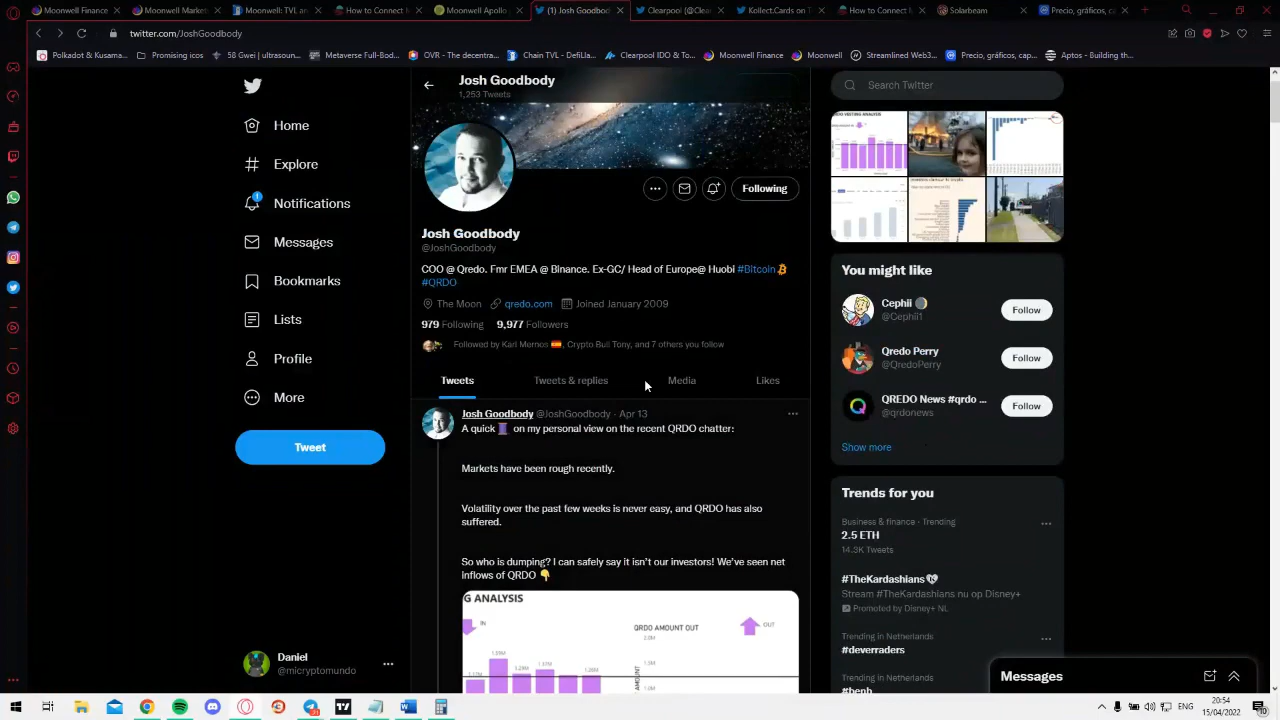 Moonwell Finance
Moonwell Market
Moonwell: TVL an
How to Connect M
Moonwell Apollo
(1) Josh Goodbod
Clearpool (@Clea
Kollect.Cards on T
How to Connect M
Solarbeam
Precio, gráficos, ca
twitter.com/JoshGoodbody
Polkadot & Kusama...
Promising icos
58 Gwei | ultrasoun...
Metaverse Full-Bod...
OVR - The decentra...
Chain TVL - DefiLla...
Clearpool IDO & To...
Moonwell Finance
Moonwell
Streamlined Web3...
Precio, gráficos, cap...
Aptos - Building th...
Home
Explore
Notifications
Messages
Bookmarks
Lists
Profile
More
Tweet
Daniel
@micryptomundo
Josh Goodbody
1,253 Tweets
Following
Josh Goodbody
@JoshGoodbody
COO @ Qredo. Fmr EMEA @ Binance. Ex-GC/ Head of Europe@ Huobi #Bitcoin
#QRDO
The Moon qredo.com Joined January 2009
979 Following 9,977 Followers
Followed by Karl Mernos 🇪🇸, Crypto Bull Tony, and 7 others you follow
Tweets Tweets & replies Media Likes
Josh Goodbody @JoshGoodbody · Apr 13
A quick 🧵 on my personal view on the recent QRDO chatter:
Markets have been rough recently.
Volatility over the past few weeks is never easy, and QRDO has also
suffered.
So who is dumping? I can safely say it isn't our investors! We've seen net
inflows of QRDO 👇
G ANALYSIS
IN
QRDO AMOUNT OUT
OUT
AMOUNT
Search Twitter
You might like
Cephii
@Cephii1
Follow
Qredo Perry
@QredoPerry
Follow
QREDO News #qrdo ...
@qrdonews
Follow
Show more
Trends for you
Business & finance · Trending
2.5 ETH
14.3K Tweets
#TheKardashians
Stream #TheKardashians nu op Disney+
Promoted by Disney+ NL
Trending in Netherlands
#deverraders
Trending in Netherlands
#benh
Messages
ENG
20:54
15/04/2022